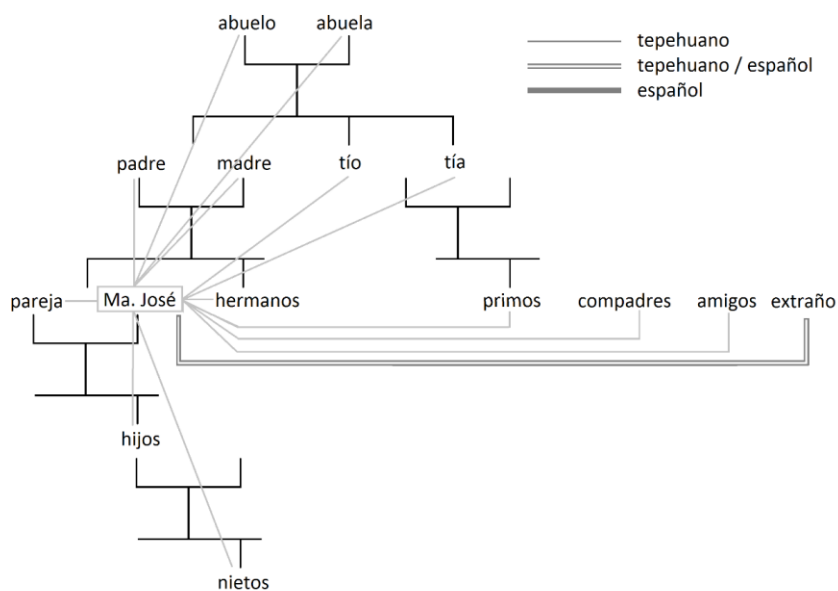 abuelo abuela
tepehuano
tepehuano / español
español
padre madre tío tía
pareja Ma. José hermanos primos compadres amigos extraño
hijos
nietos